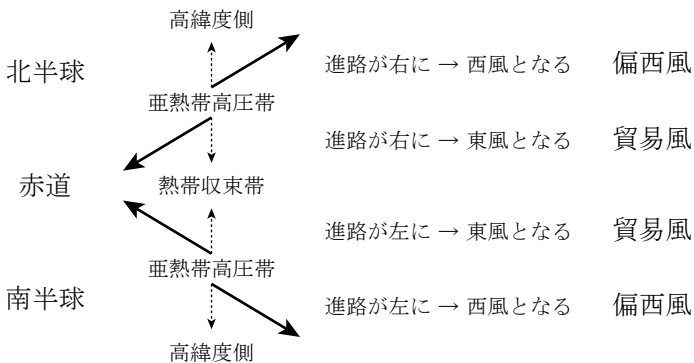 高緯度側
北半球 進路が右に → 西風となる 偏西風
亜熱帯高圧帯
進路が右に → 東風となる 貿易風
赤道 熱帯収束帯
進路が左に → 東風となる 貿易風
亜熱帯高圧帯
南半球 進路が左に → 西風となる 偏西風
高緯度側